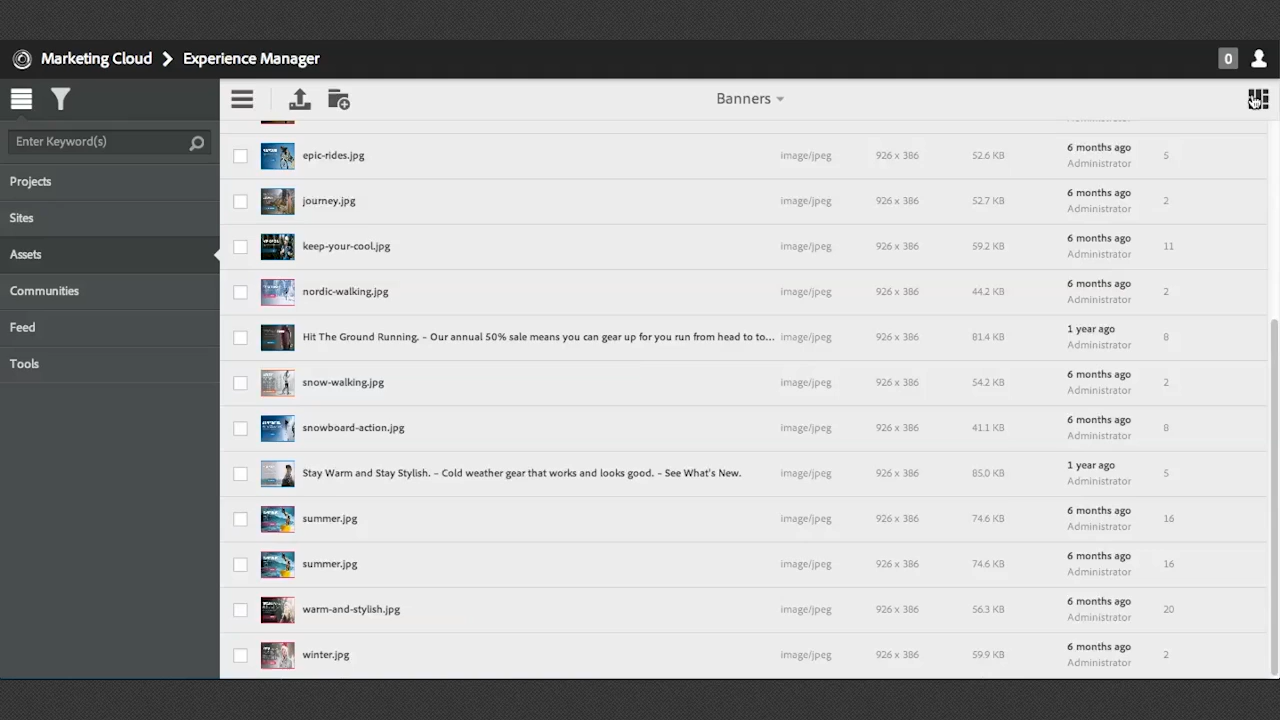 Marketing Cloud Experience Manager
0
Banners
Enter Keyword(s)
Projects
Sites
Assets
Communities
Feed
Tools
Administrator
epic-rides.jpg image/jpeg 926 x 386 52.6 KB 6 months ago 5
Administrator
journey.jpg image/jpeg 926 x 386 52.7 KB 6 months ago 2
Administrator
keep-your-cool.jpg image/jpeg 926 x 386 59.2 KB 6 months ago 11
Administrator
nordic-walking.jpg image/jpeg 926 x 386 44.2 KB 6 months ago 2
Administrator
Hit The Ground Running. – Our annual 50% sale means you can gear up for you run from head to to... image/jpeg 926 x 386 81.4 KB 1 year ago 8
Administrator
snow-walking.jpg image/jpeg 926 x 386 54.2 KB 6 months ago 2
Administrator
snowboard-action.jpg image/jpeg 926 x 386 41.1 KB 6 months ago 8
Administrator
Stay Warm and Stay Stylish. – Cold weather gear that works and looks good. – See What's New. image/jpeg 926 x 386 85.0 KB 1 year ago 5
Administrator
summer.jpg image/jpeg 926 x 386 74.6 KB 6 months ago 16
Administrator
summer.jpg image/jpeg 926 x 386 74.6 KB 6 months ago 16
Administrator
warm-and-stylish.jpg image/jpeg 926 x 386 56.3 KB 6 months ago 20
Administrator
winter.jpg image/jpeg 926 x 386 59.9 KB 6 months ago 2
Administrator